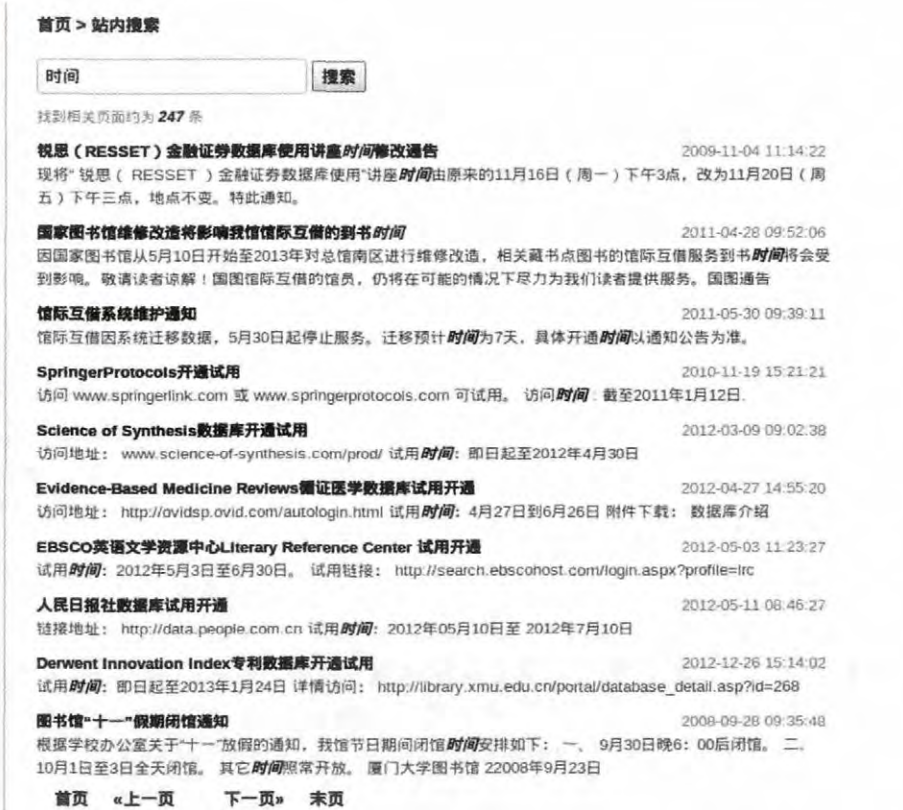 首页 > 站内搜索
时间 搜索
找到相关页面约为 247 条
锐思（RESSET）金融证券数据库使用讲座时间修改通告 2009-11-04 11:14:22
现将“锐思（ RESSET ）金融证券数据库使用”讲座时间由原来的11月16日（周一）下午3点，改为11月20日（周
五）下午三点，地点不变。特此通知。
国家图书馆维修改造将影响我馆馆际互借的到书时间 2011-04-28 09:52:06
因国家图书馆从5月10日开始至2013年对总馆南区进行维修改造，相关藏书点图书的馆际互借服务到书时间将会受
到影响。敬请读者谅解！国图馆际互借的馆员，仍将在可能的情况下尽力为我们读者提供服务。国图通告
馆际互借系统维护通知 2011-05-30 09:39:11
馆际互借因系统迁移数据，5月30日起停止服务。迁移预计时间为7天，具体开通时间以通知公告为准。
SpringerProtocols开通试用 2010-11-19 15:21:21
访问 www.springerlink.com 或 www.springerprotocols.com 可试用。 访问时间：截至2011年1月12日.
Science of Synthesis数据库开通试用 2012-03-09 09:02:38
访问地址： www.science-of-synthesis.com/prod/ 试用时间：即日起至2012年4月30日
Evidence-Based Medicine Reviews循证医学数据库试用开通 2012-04-27 14:55:20
访问地址： http://ovidsp.ovid.com/autologin.html 试用时间：4月27日到6月26日 附件下载： 数据库介绍
EBSCO英语文学资源中心Literary Reference Center 试用开通 2012-05-03 11:23:27
试用时间：2012年5月3日至6月30日。 试用链接： http://search.ebscohost.com/login.aspx?profile=lrc
人民日报社数据库试用开通 2012-05-11 08:46:27
链接地址： http://data.people.com.cn 试用时间：2012年05月10日至 2012年7月10日
Derwent Innovation Index专利数据库开通试用 2012-12-26 15:14:02
试用时间：即日起至2013年1月24日 详情访问： http://library.xmu.edu.cn/portal/database_detail.asp?id=268
图书馆“十一”假期闭馆通知 2008-09-28 09:35:48
根据学校办公室关于“十一”放假的通知，我馆节日期间闭馆时间安排如下： 一、 9月30日晚6：00后闭馆。 二、
10月1日至3日全天闭馆。 其它时间照常开放。 厦门大学图书馆 22008年9月23日
首页 «上一页 下一页» 末页